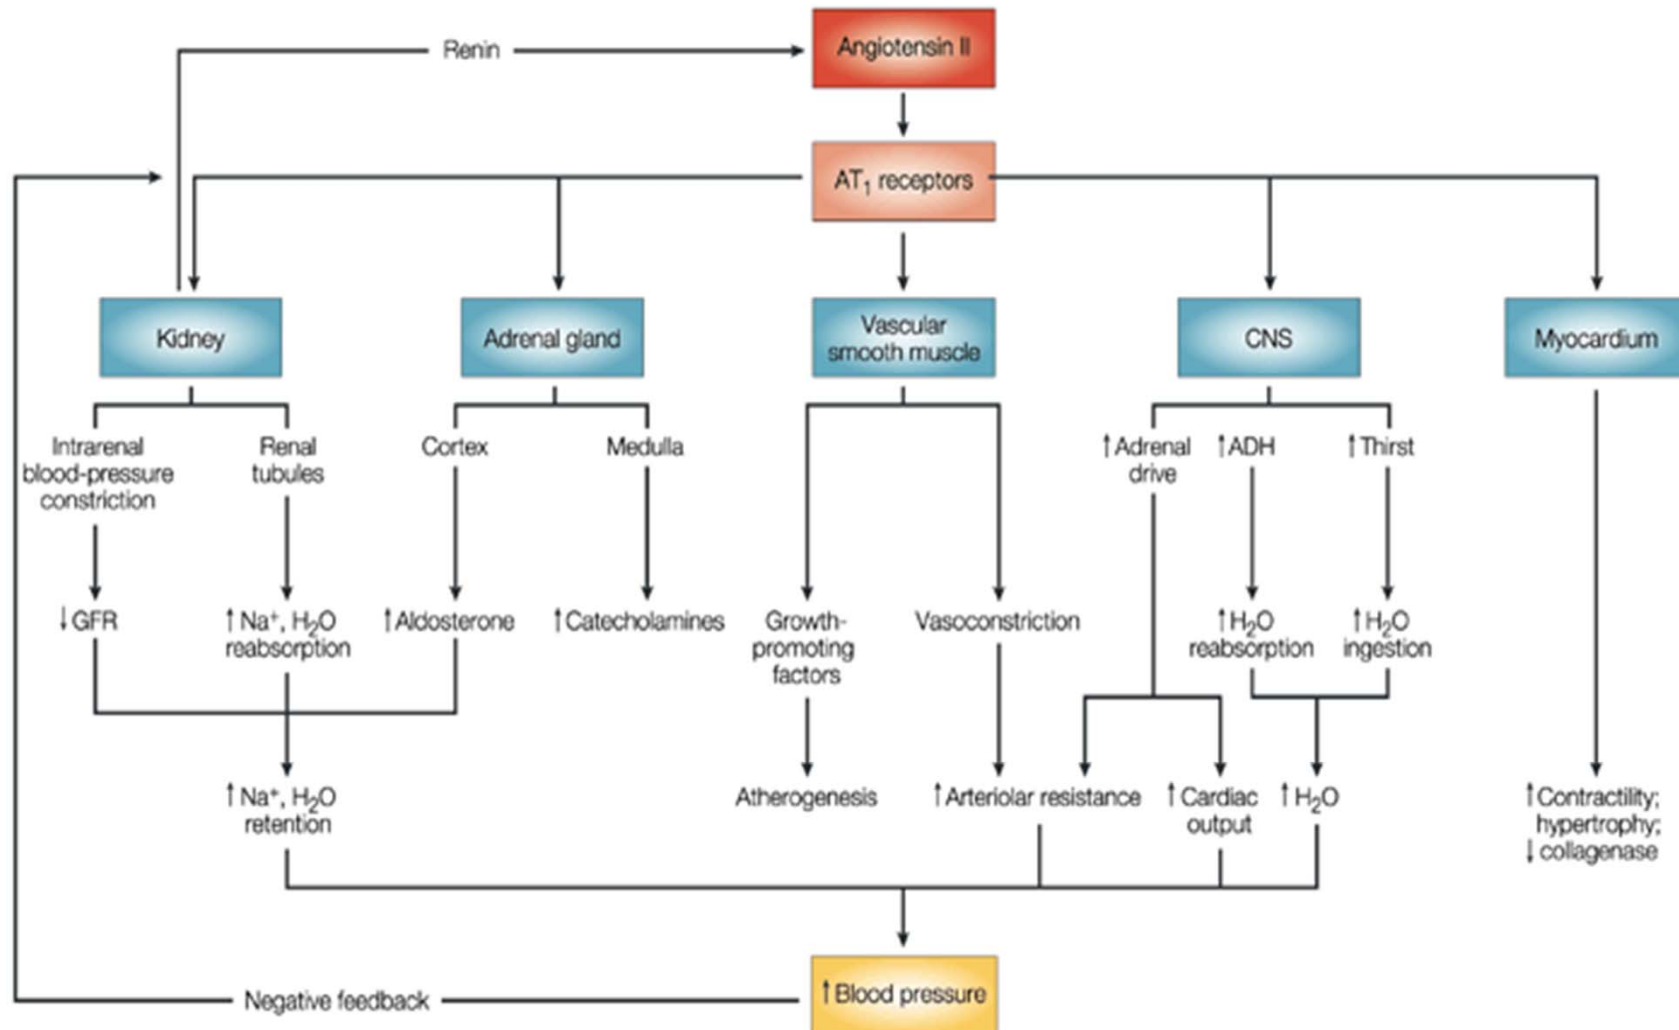 Renin
Angiotensin II
AT₁ receptors
Kidney
Adrenal gland
Vascular
smooth muscle
CNS
Myocardium
Intrarenal
blood-pressure
constriction
Renal
tubules
Cortex
Medulla
↑Adrenal
drive
↑ADH
↑Thirst
↓GFR
↑Na⁺, H₂O
reabsorption
↑Aldosterone
↑Catecholamines
Growth-
promoting
factors
Vasoconstriction
↑H₂O
reabsorption
↑H₂O
ingestion
↑Na⁺, H₂O
retention
Atherogenesis
↑Arteriolar resistance
↑Cardiac
output
↑H₂O
↑Contractility;
hypertrophy;
↓collagenase
Negative feedback
↑Blood pressure